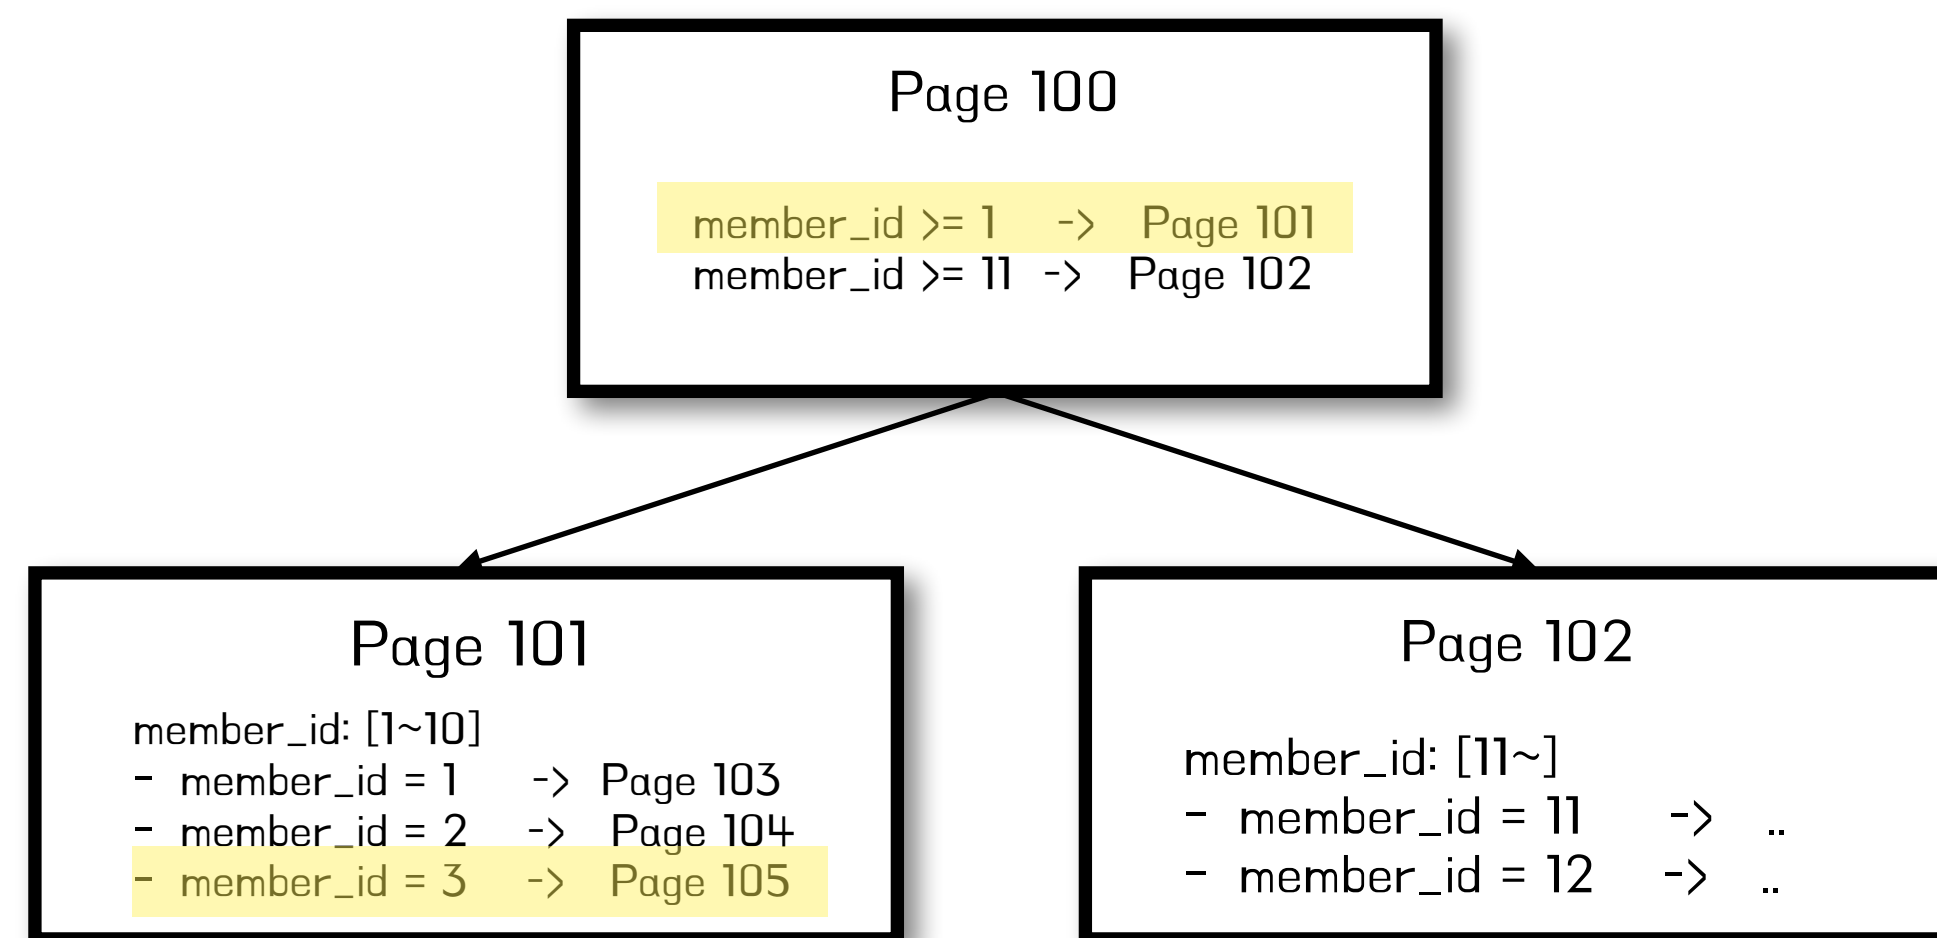 Page 100
member_id >= 1 -> Page 101
member_id >= 11 -> Page 102
Page 101
member_id: [1~10]
- member_id = 1 -> Page 103
- member_id = 2 -> Page 104
- member_id = 3 -> Page 105
Page 102
member_id: [11~]
- member_id = 11 -> ..
- member_id = 12 -> ..